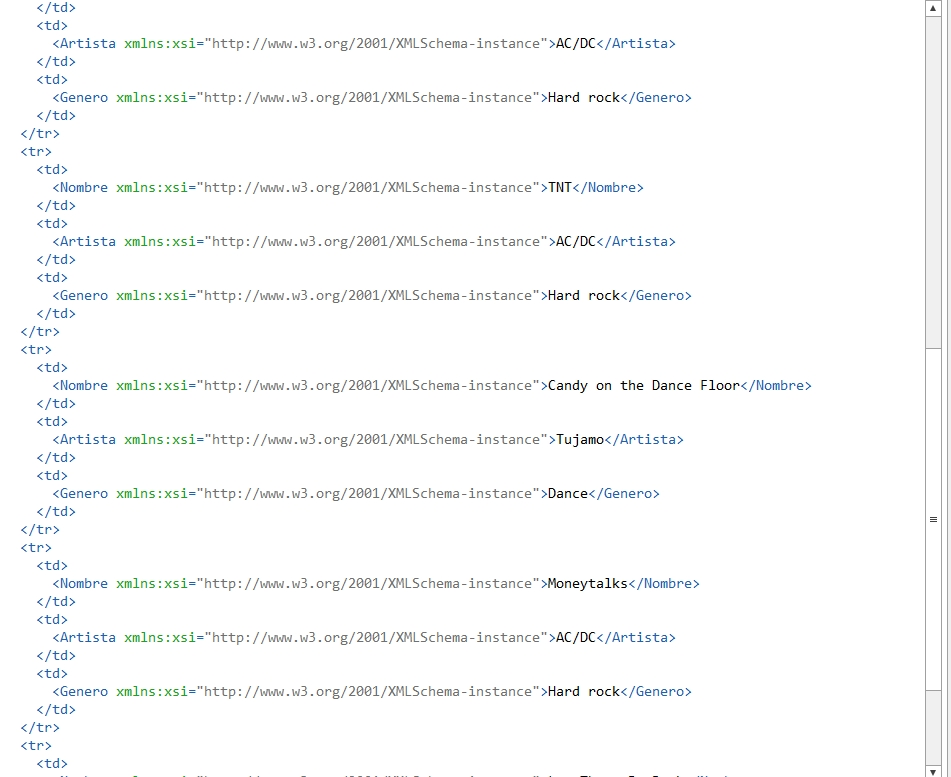 </td>
<td>
<Artista xmlns:xsi="http://www.w3.org/2001/XMLSchema-instance">AC/DC</Artista>
</td>
<td>
<Genero xmlns:xsi="http://www.w3.org/2001/XMLSchema-instance">Hard rock</Genero>
</td>
</tr>
<tr>
<td>
<Nombre xmlns:xsi="http://www.w3.org/2001/XMLSchema-instance">TNT</Nombre>
</td>
<td>
<Artista xmlns:xsi="http://www.w3.org/2001/XMLSchema-instance">AC/DC</Artista>
</td>
<td>
<Genero xmlns:xsi="http://www.w3.org/2001/XMLSchema-instance">Hard rock</Genero>
</td>
</tr>
<tr>
<td>
<Nombre xmlns:xsi="http://www.w3.org/2001/XMLSchema-instance">Candy on the Dance Floor</Nombre>
</td>
<td>
<Artista xmlns:xsi="http://www.w3.org/2001/XMLSchema-instance">Tujamo</Artista>
</td>
<td>
<Genero xmlns:xsi="http://www.w3.org/2001/XMLSchema-instance">Dance</Genero>
</td>
</tr>
<tr>
<td>
<Nombre xmlns:xsi="http://www.w3.org/2001/XMLSchema-instance">Moneytalks</Nombre>
</td>
<td>
<Artista xmlns:xsi="http://www.w3.org/2001/XMLSchema-instance">AC/DC</Artista>
</td>
<td>
<Genero xmlns:xsi="http://www.w3.org/2001/XMLSchema-instance">Hard rock</Genero>
</td>
</tr>
<tr>
<td>